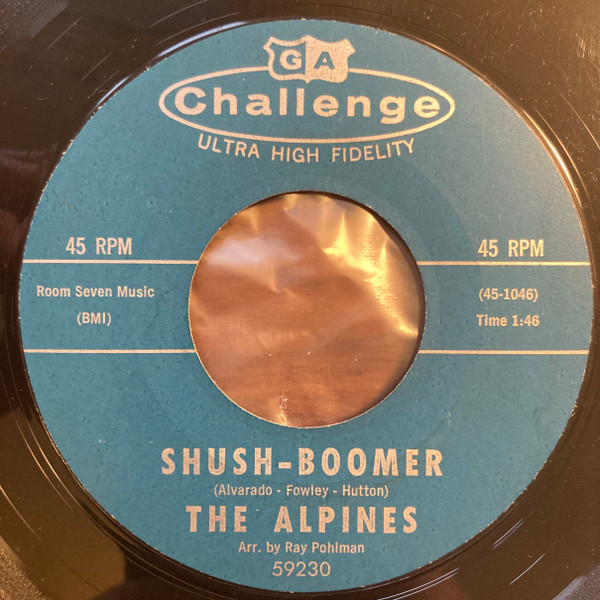 GA
Challenge
ULTRA HIGH FIDELITY
45 RPM
45 RPM
Room Seven Music
(BMI)
(45-1046)
Time 1:46
SHUSH-BOOMER
(Alvarado - Fowley - Hutton)
THE ALPINES
Arr. by Ray Pohlman
59230